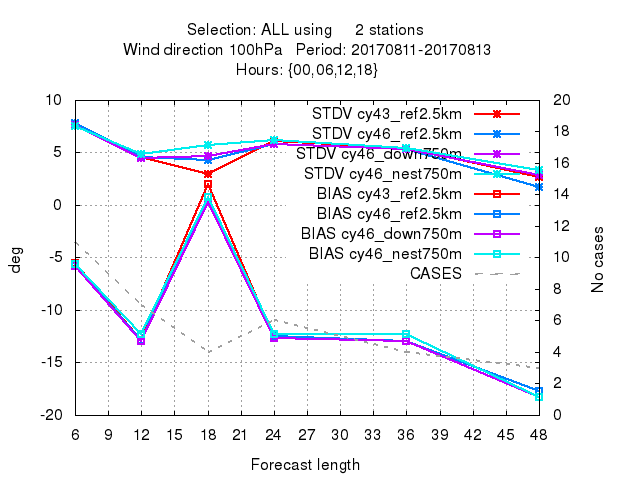 Selection: ALL using 2 stations
Wind direction 100hPa Period: 20170811-20170813
Hours: {00,06,12,18}
10 20
STDV cy43_ref2.5km
18
STDV cy46_ref2.5km
5 STDV cy46_down750m 16
STDV cy46_nest750m
14
BIAS cy43_ref2.5km
0 BIAS cy46_ref2.5km
12
BIAS cy46_down750m
-5 BIAS cy46_nest750m 10
CASES
deg
No cases
8
-10
6
-15 4
2
-20 0
6 9 12 15 18 21 24 27 30 33 36 39 42 45 48
Forecast length